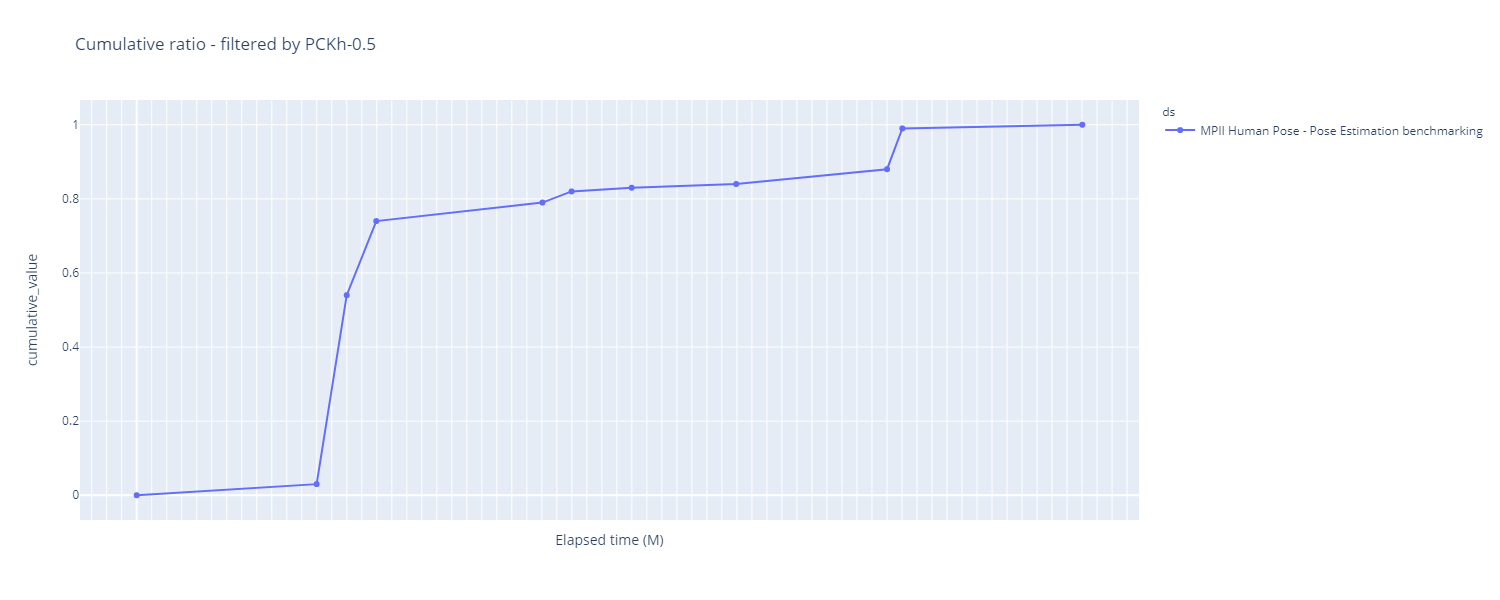 Cumulative ratio - filtered by PCKh-0.5
ds
MPII Human Pose - Pose Estimation benchmarking
1
0.8
0.6
0.4
0.2
0
cumulative_value
Elapsed time (M)